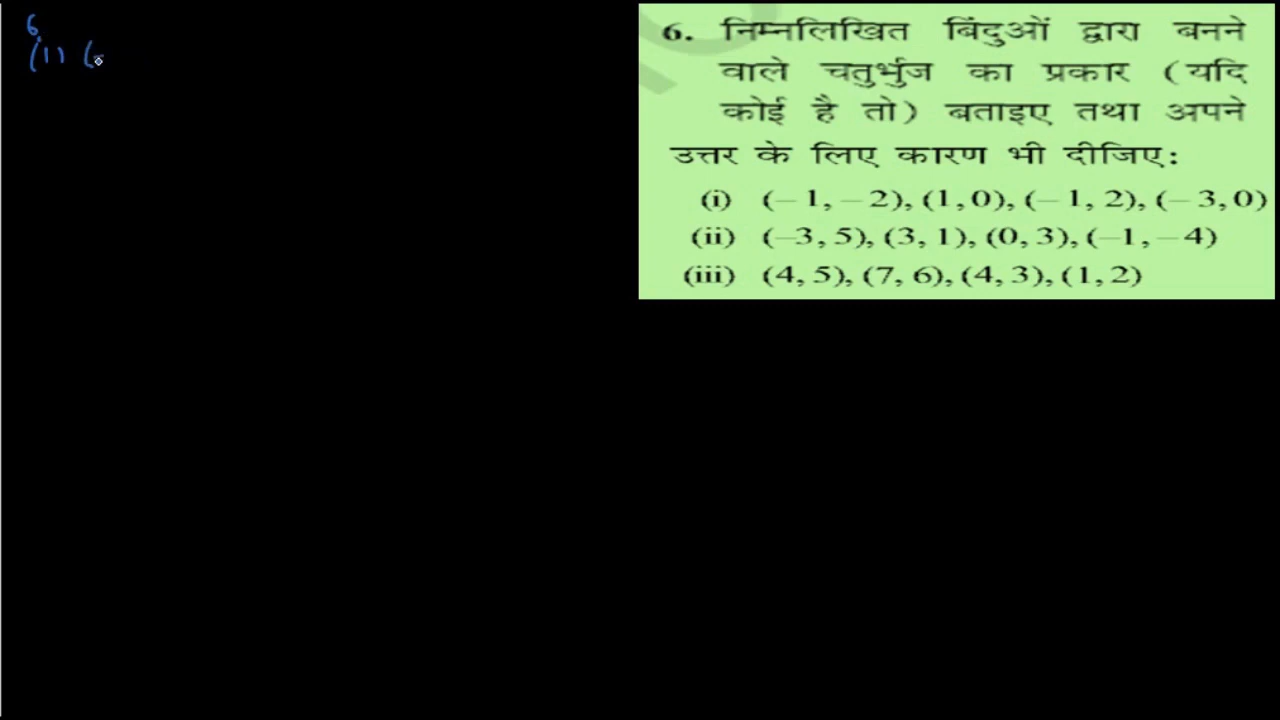 6.
(i) (-
6. निम्नलिखित बिंदुओं द्वारा बनने
वाले चतुर्भुज का प्रकार (यदि
कोई है तो) बताइए तथा अपने
उत्तर के लिए कारण भी दीजिए:
(i) (– 1, – 2), (1, 0), (– 1, 2), (– 3, 0)
(ii) (–3, 5), (3, 1), (0, 3), (–1, – 4)
(iii) (4, 5), (7, 6), (4, 3), (1, 2)